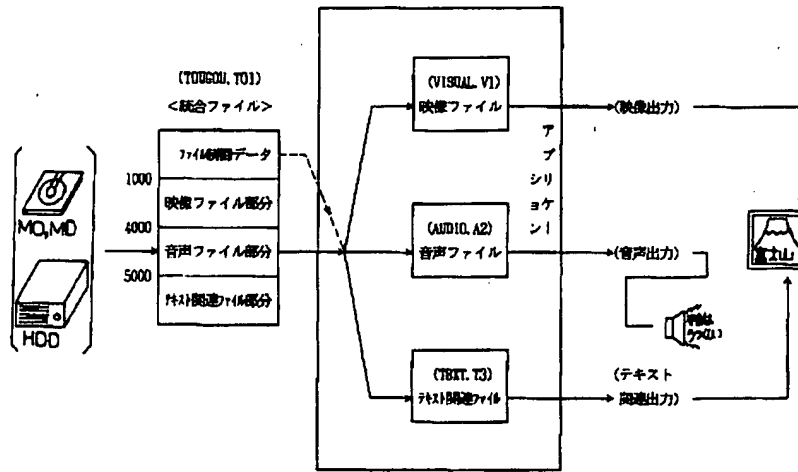 (TOUGOU.T01)
<統合ファイル>
ファイル制御データ
1000
映像ファイル部分
4000
音声ファイル部分
5000
テキスト関連ファイル部分
MO,MD
HDD
(VISUAL.V1)
映像ファイル
(AUDIO.A2)
音声ファイル
(TEXT.T3)
テキスト関連ファイル
アプリケーション
(映像出力)
(音声出力)
(テキスト
関連出力)
富士山